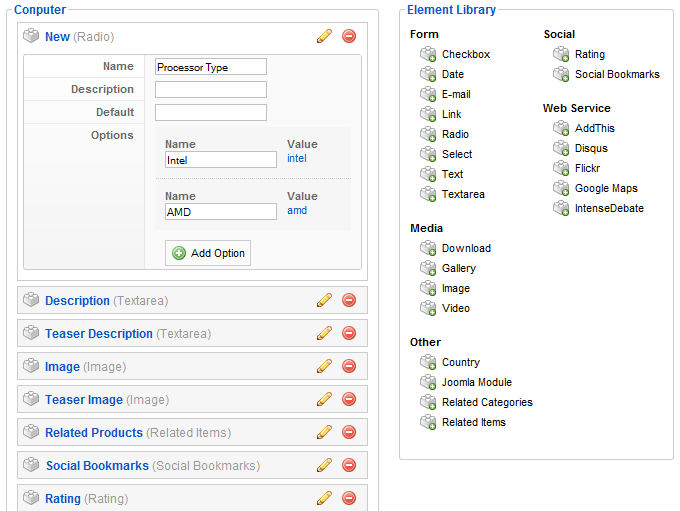 Conputer
New (Radio)
Name Processor Type
Description
Default
Options
Name Value
Intel intel
Name Value
AMD amd
Add Option
Description (Textarea)
Teaser Description (Textarea)
Image (Image)
Teaser Image (Image)
Related Products (Related Items)
Social Bookmarks (Social Bookmarks)
Rating (Rating)
Element Library
Form
Checkbox
Date
E-mail
Link
Radio
Select
Text
Textarea
Media
Download
Gallery
Image
Video
Other
Country
Joomla Module
Related Categories
Related Items
Social
Rating
Social Bookmarks
Web Service
AddThis
Disqus
Flickr
Google Maps
IntenseDebate